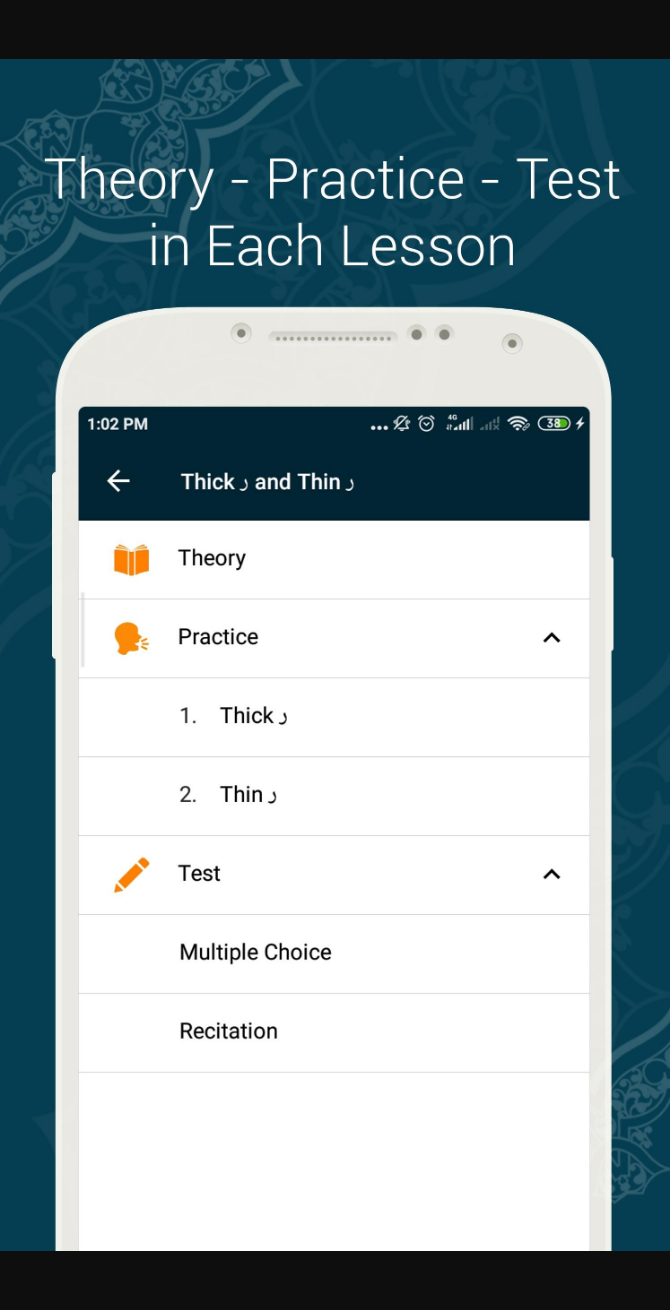 Theory - Practice - Test
in Each Lesson
1:02 PM
4G
38
Thick ر and Thin ر
Theory
Practice
1. Thick ر
2. Thin ر
Test
Multiple Choice
Recitation